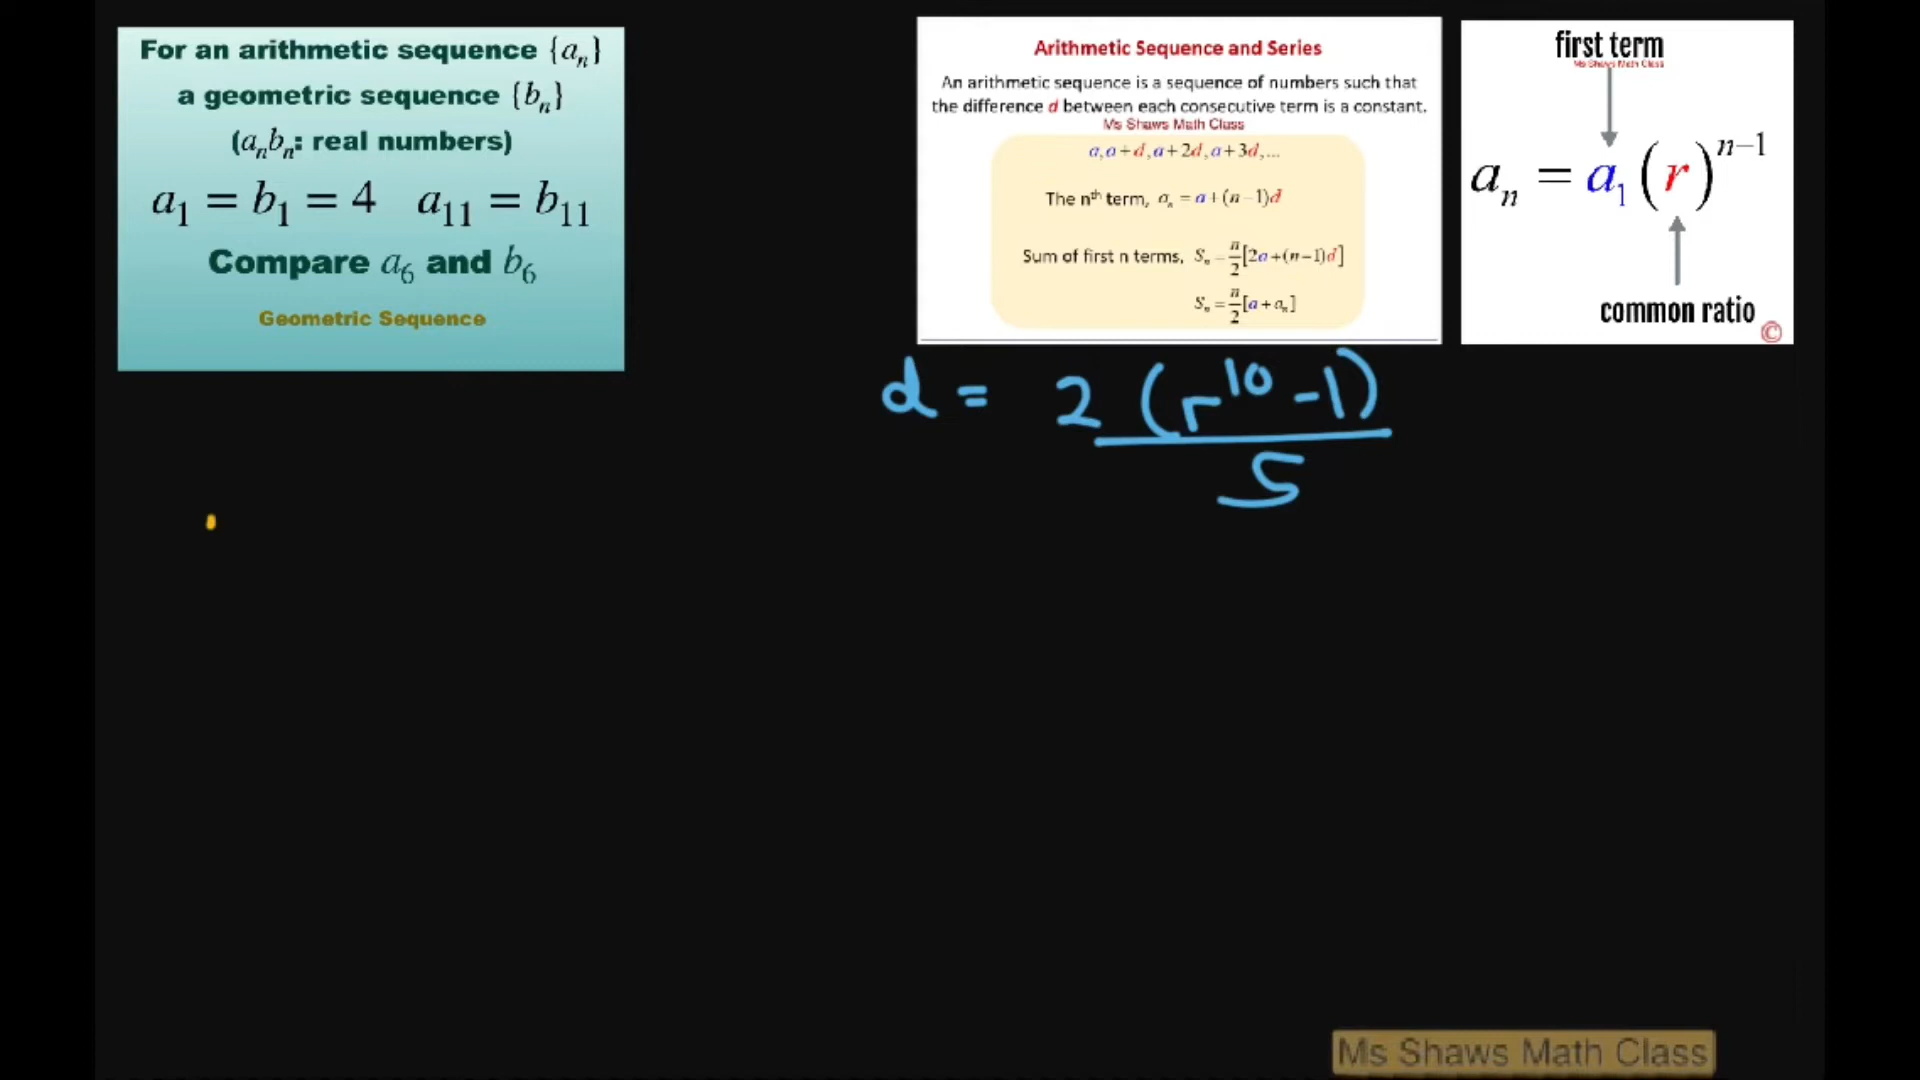 For an arithmetic sequence {aₙ}
a geometric sequence {bₙ}
(aₙbₙ: real numbers)
a₁ = b₁ = 4 a₁₁ = b₁₁
Compare a₆ and b₆
Geometric Sequence
Arithmetic Sequence and Series
An arithmetic sequence is a sequence of numbers such that
the difference d between each consecutive term is a constant.
Ms Shaws Math Class
a, a + d, a + 2d, a + 3d, ...
The nᵗʰ term, aₙ = a + (n − 1)d
Sum of first n terms, Sₙ = n/2[2a + (n − 1)d]
Sₙ = n/2[a + aₙ]
first term
Ms Shaws Math Class
aₙ = a₁(r)ⁿ⁻¹
common ratio
©
d = 2 (r¹⁰ - 1)
5
Ms Shaws Math Class